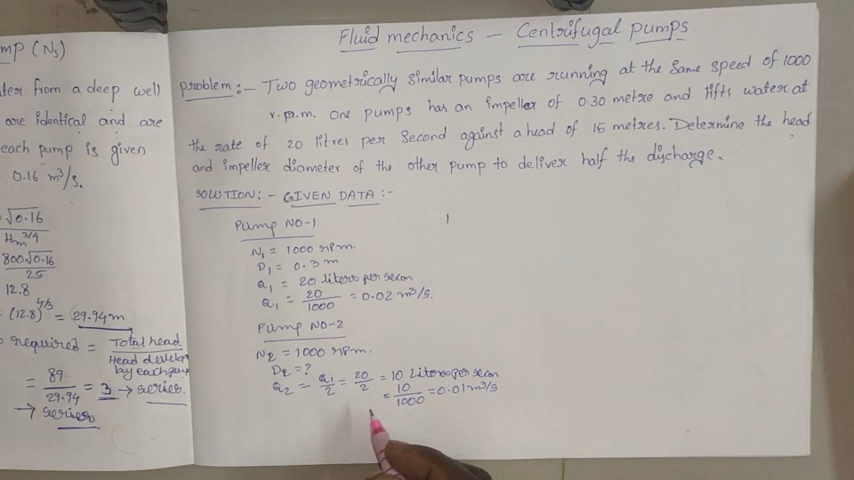 mp (Ns)
ter from a deep well
are identical and are
each pump is given
0.16 m³/s.
√0.16
Hm^3/4
800√0.16
25
12.8
= (12.8)^4/3 = 29.94m
required = Total head
Head develop
by each pump
= 89
29.94 = 3 → series.
→ series
Fluid mechanics - Centrifugal pumps
problem:- Two geometrically similar pumps are running at the same speed of 1000
r.p.m. One pumps has an impeller of 0.30 metre and lifts water at
the rate of 20 litres per second against a head of 15 metres. Determine the head
and impeller diameter of the other pump to deliver half the discharge.
SOLUTION:- GIVEN DATA:-
Pump NO-1
N1 = 1000 rpm
D1 = 0.3 m
Q1 = 20 liters per secon
Q1 = 20/1000 = 0.02 m³/s.
Pump NO-2
N2 = 1000 rpm.
D2 = ?
Q2 = Q1/2 = 20/2 = 10 Liters per secon
= 10/1000 = 0.01 m³/s